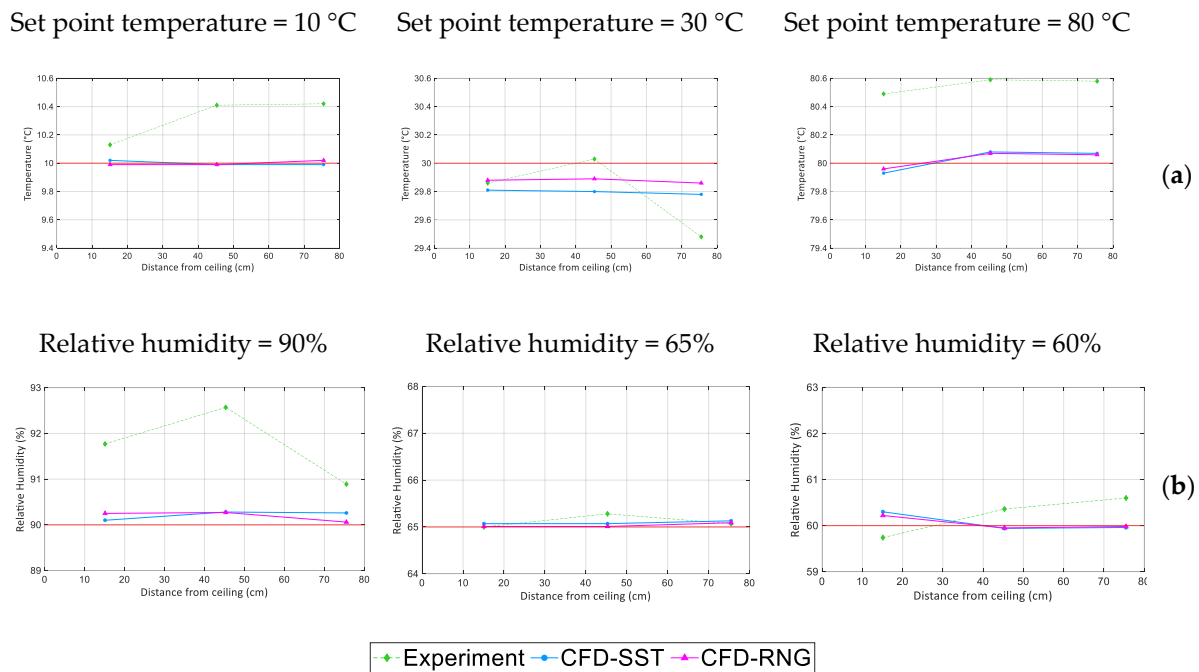 Set point temperature = 10 °C
Set point temperature = 30 °C
Set point temperature = 80 °C
10.6
10.4
10.2
10
9.8
9.6
9.4
Temperature (°C)
0 10 20 30 40 50 60 70 80
Distance from ceiling (cm)
30.6
30.4
30.2
30
29.8
29.6
29.4
Temperature (°C)
0 10 20 30 40 50 60 70 80
Distance from ceiling (cm)
80.6
80.4
80.2
80
79.8
79.6
79.4
Temperature (°C)
0 10 20 30 40 50 60 70 80
Distance from ceiling (cm)
(a)
Relative humidity = 90%
Relative humidity = 65%
Relative humidity = 60%
93
92
91
90
89
Relative Humidity (%)
0 10 20 30 40 50 60 70 80
Distance from ceiling (cm)
68
67
66
65
64
Relative Humidity (%)
0 10 20 30 40 50 60 70 80
Distance from ceiling (cm)
63
62
61
60
59
Relative Humidity (%)
0 10 20 30 40 50 60 70 80
Distance from ceiling (cm)
(b)
Experiment CFD-SST CFD-RNG